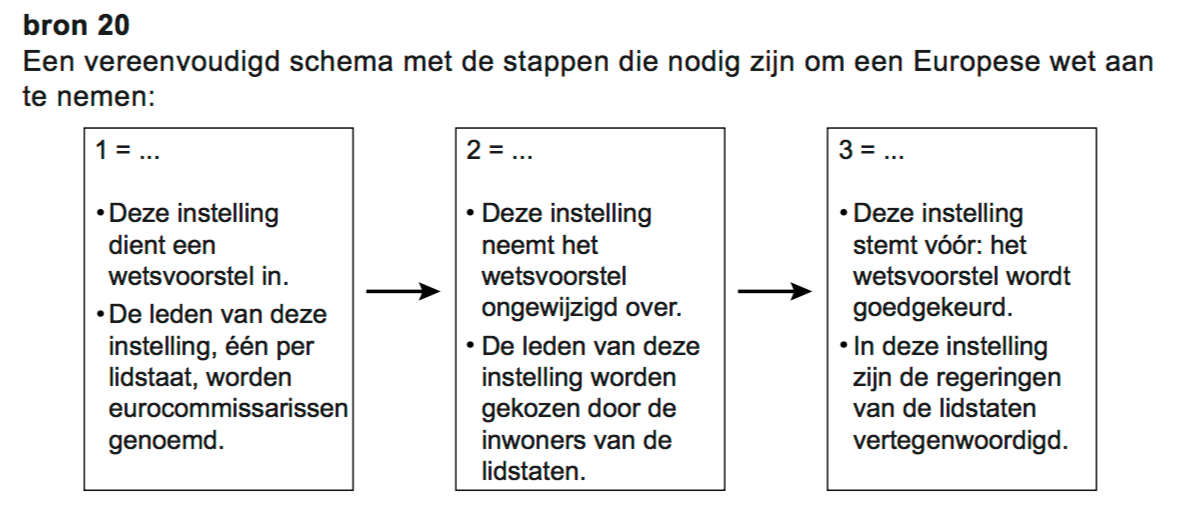 bron 20
Een vereenvoudigd schema met de stappen die nodig zijn om een Europese wet aan
te nemen:
1 = ...
• Deze instelling
dient een
wetsvoorstel in.
• De leden van deze
instelling, één per
lidstaat, worden
eurocommissarissen
genoemd.
2 = ...
• Deze instelling
neemt het
wetsvoorstel
ongewijzigd over.
• De leden van deze
instelling worden
gekozen door de
inwoners van de
lidstaten.
3 = ...
• Deze instelling
stemt vóór: het
wetsvoorstel wordt
goedgekeurd.
• In deze instelling
zijn de regeringen
van de lidstaten
vertegenwoordigd.